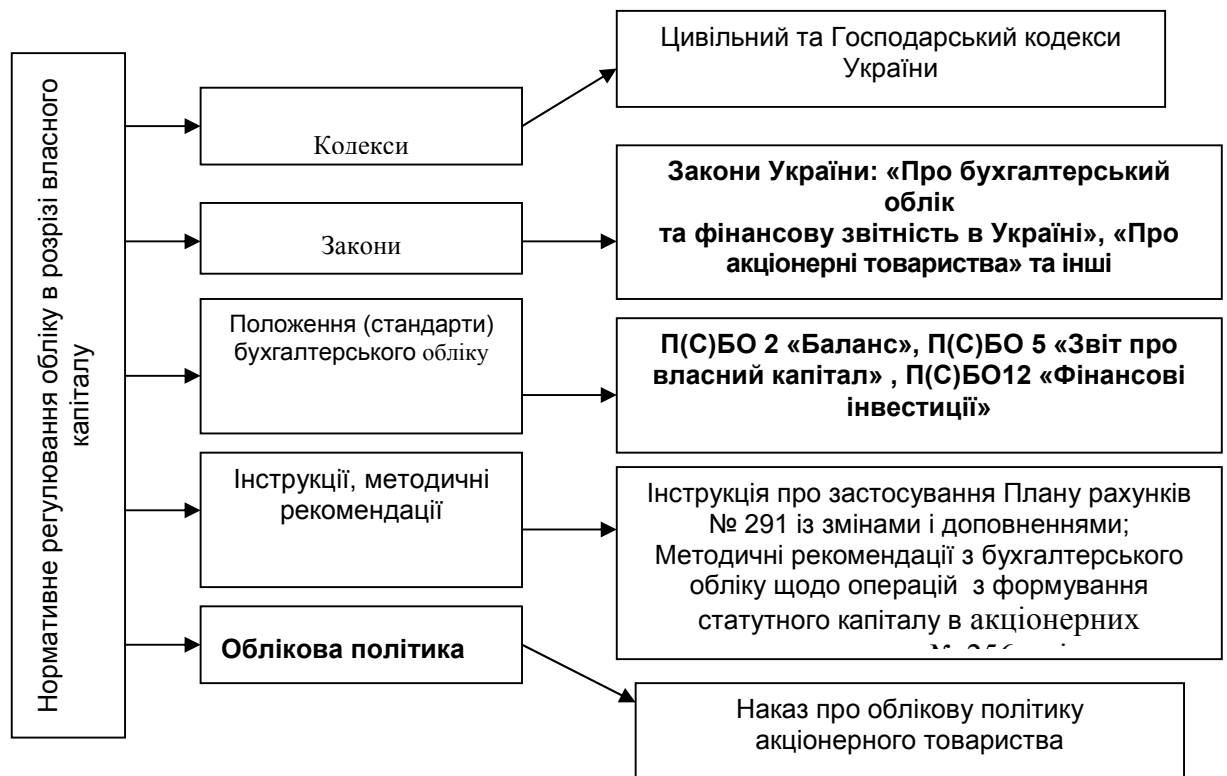 Нормативне регулювання обліку в розрізі власного
капіталу
Кодекси
Цивільний та Господарський кодекси
України
Закони
Закони України: «Про бухгалтерський
облік
та фінансову звітність в Україні», «Про
акціонерні товариства» та інші
Положення (стандарти)
бухгалтерського обліку
П(С)БО 2 «Баланс», П(С)БО 5 «Звіт про
власний капітал» , П(С)БО12 «Фінансові
інвестиції»
Інструкції, методичні
рекомендації
Інструкція про застосування Плану рахунків
№ 291 із змінами і доповненнями;
Методичні рекомендації з бухгалтерського
обліку щодо операцій з формування
статутного капіталу в акціонерних
Облікова політика
Наказ про облікову політику
акціонерного товариства